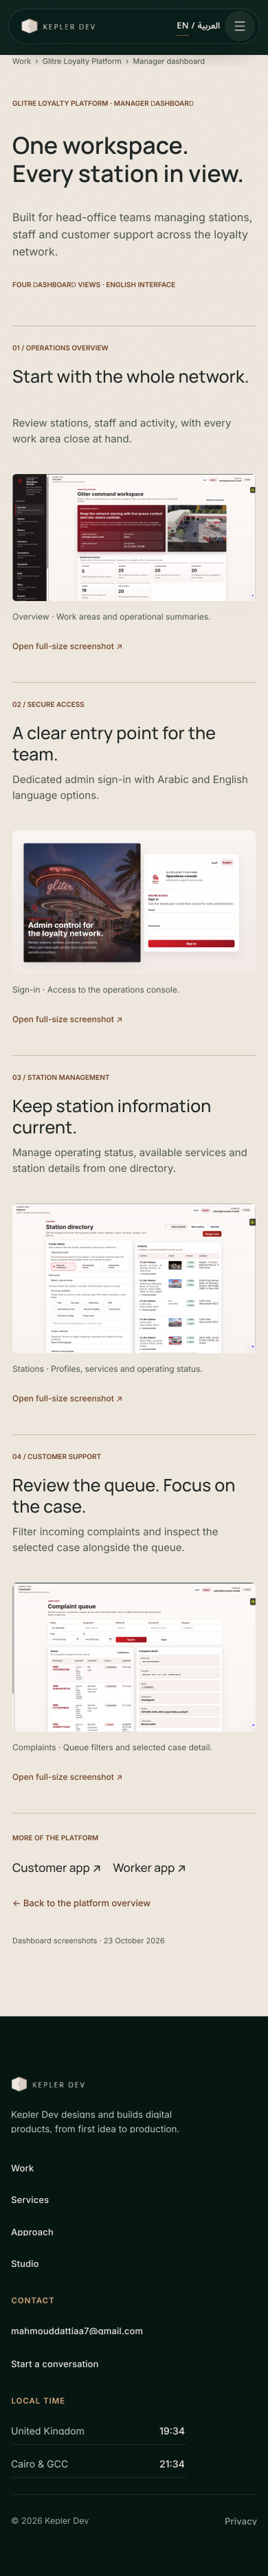 KEPLER DEV
EN / العربية
Work › Glitre Loyalty Platform › Manager dashboard
GLITRE LOYALTY PLATFORM · MANAGER DASHBOARD
One workspace.
Every station in view.
Built for head-office teams managing stations,
staff and customer support across the loyalty
network.
FOUR DASHBOARD VIEWS · ENGLISH INTERFACE
01 / OPERATIONS OVERVIEW
Start with the whole network.
Review stations, staff and activity, with every
work area close at hand.
Gliter command workspace
Overview · Work areas and operational summaries.
Open full-size screenshot ↗
02 / SECURE ACCESS
A clear entry point for the
team.
Dedicated admin sign-in with Arabic and English
language options.
gliter
Admin control for
the loyalty network.
Operations console
Sign in
Sign in
Sign-in · Access to the operations console.
Open full-size screenshot ↗
03 / STATION MANAGEMENT
Keep station information
current.
Manage operating status, available services and
station details from one directory.
Station directory
Stations · Profiles, services and operating status.
Open full-size screenshot ↗
04 / CUSTOMER SUPPORT
Review the queue. Focus on
the case.
Filter incoming complaints and inspect the
selected case alongside the queue.
Complaint queue
Complaints · Queue filters and selected case detail.
Open full-size screenshot ↗
MORE OF THE PLATFORM
Customer app ↗ Worker app ↗
← Back to the platform overview
Dashboard screenshots · 23 October 2026
KEPLER DEV
Kepler Dev designs and builds digital
products, from first idea to production.
Work
Services
Approach
Studio
CONTACT
mahmouddattiaa7@gmail.com
Start a conversation
LOCAL TIME
United Kingdom 19:34
Cairo & GCC 21:34
© 2026 Kepler Dev Privacy